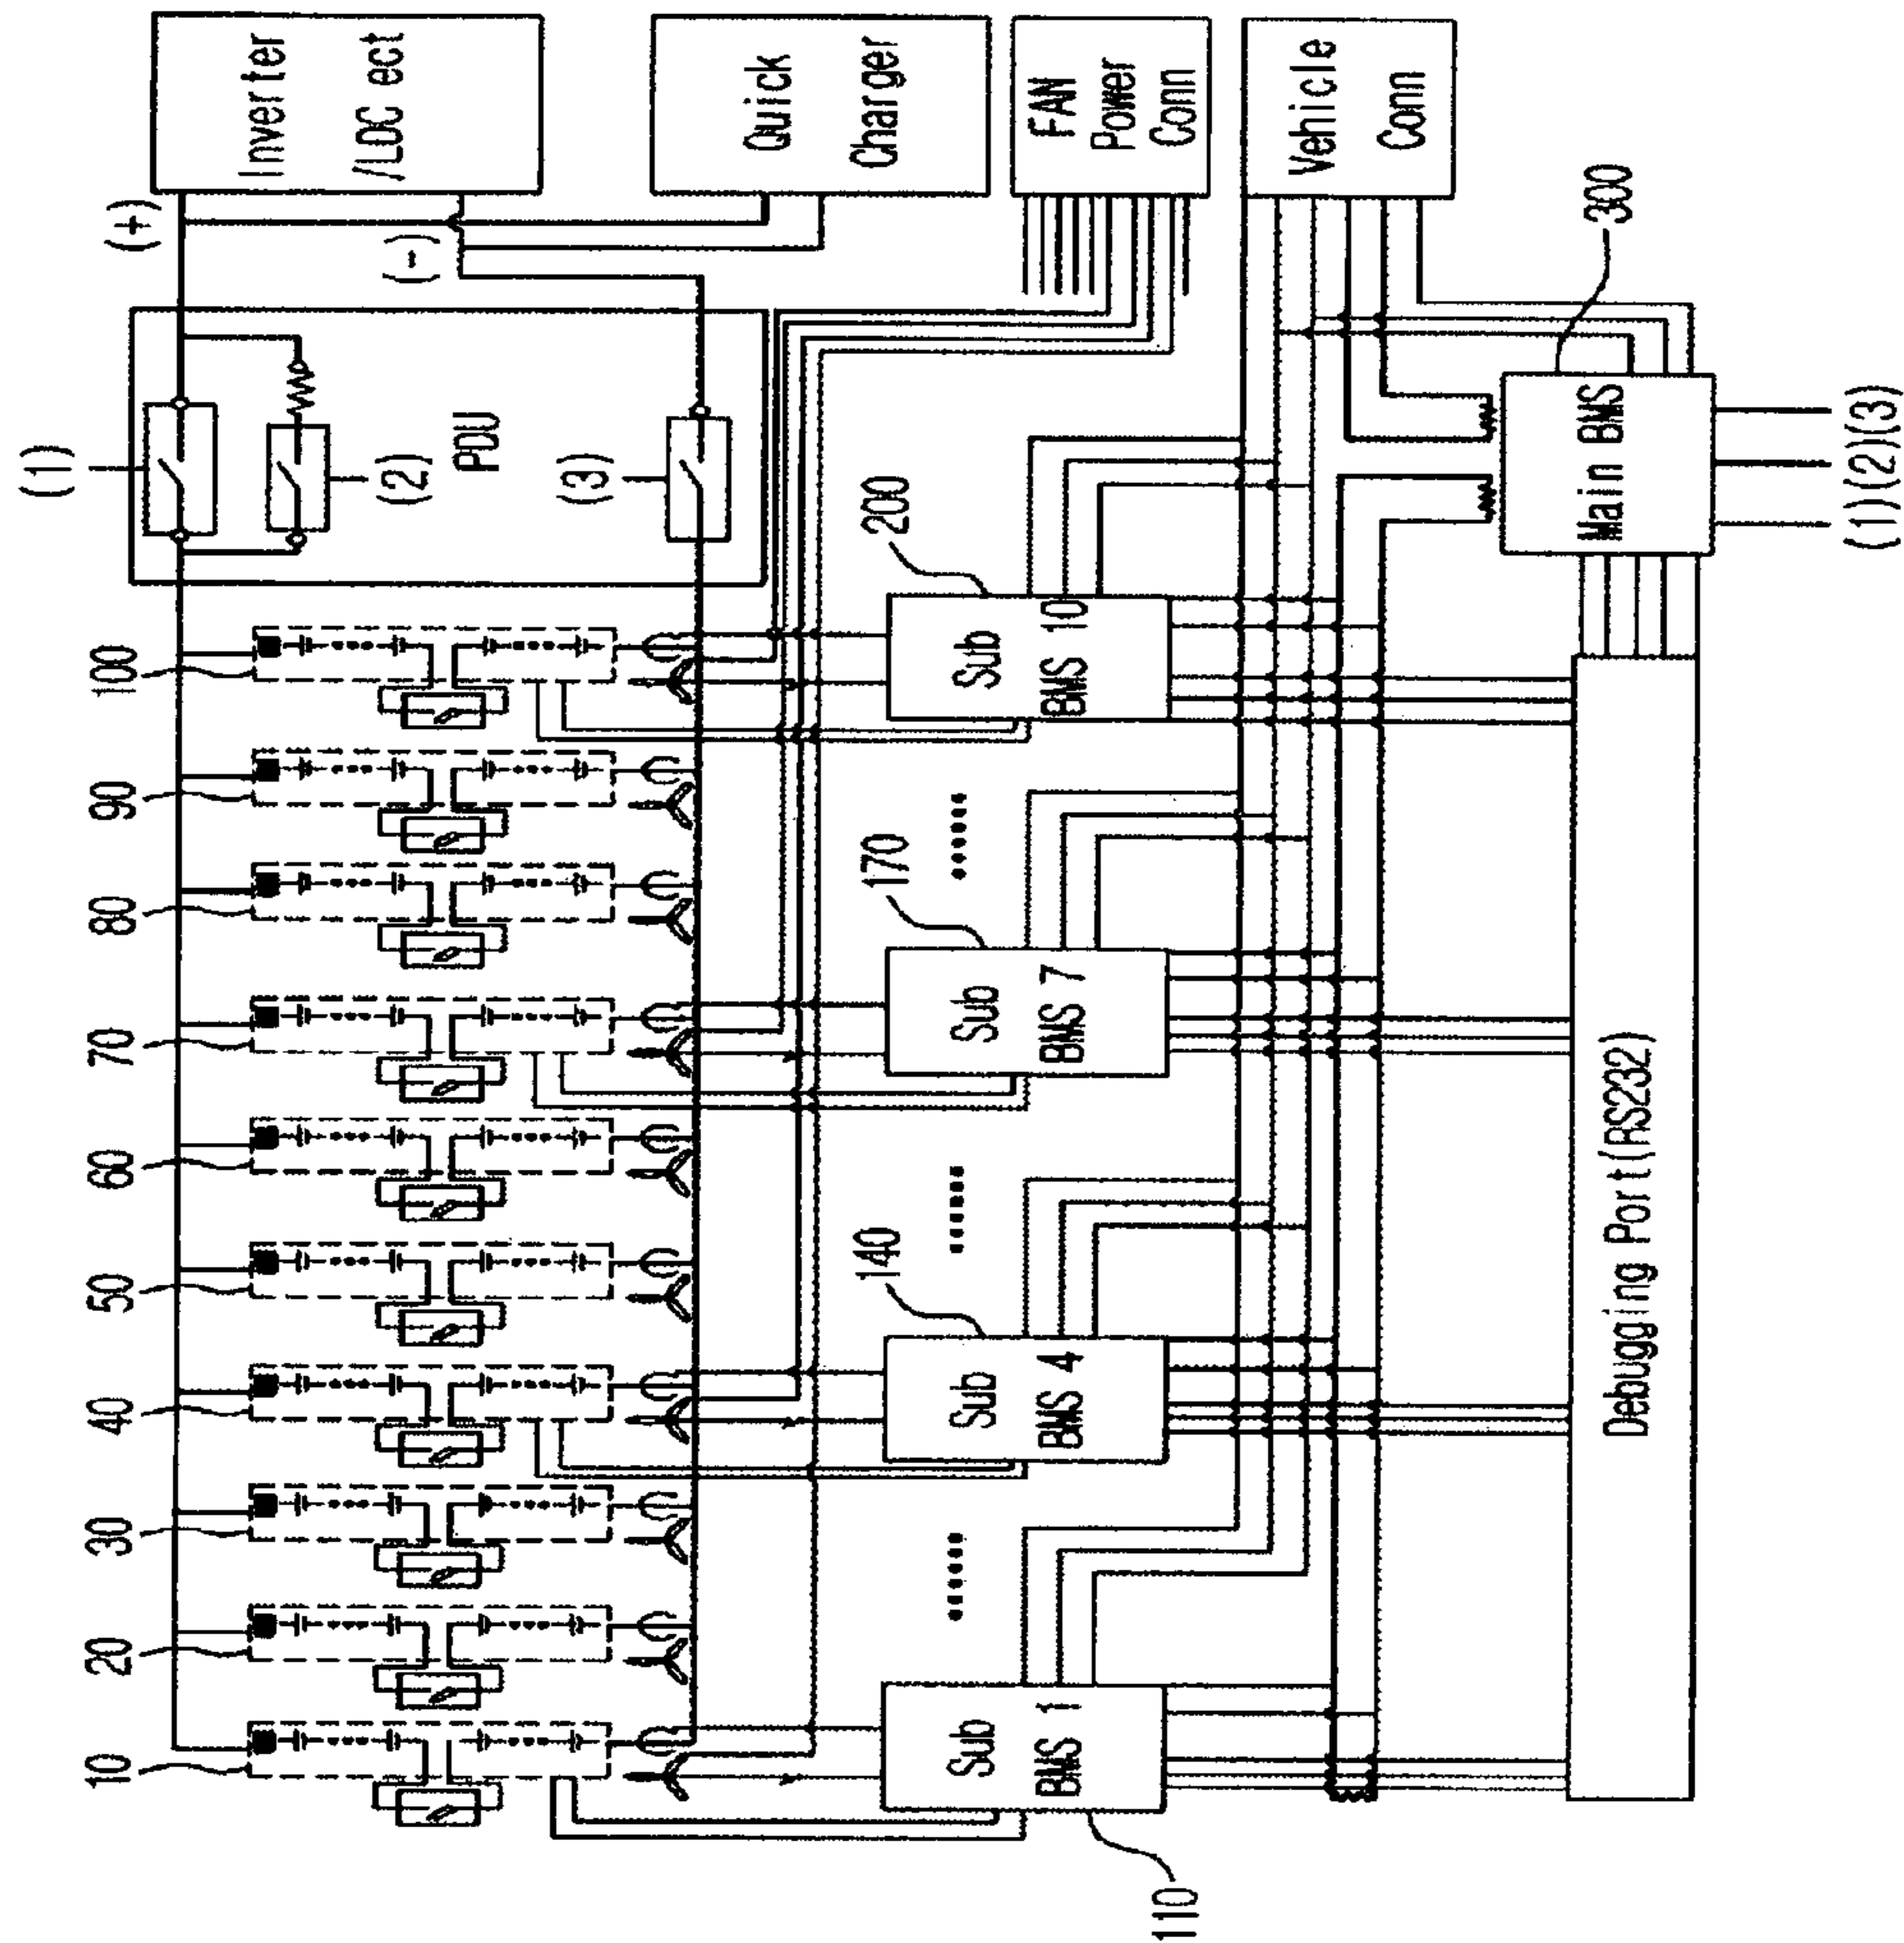 Inverter
/LDC ect
Quick
Charger
FAN
Power
Conn
Vehicle
Conn
(+)
(-)
(1)
(2)
PDU
(3)
300
Main BMS
(1)(2)(3)
100
90
80
70
60
50
40
30
20
10
200
Sub
BMS 10
......
170
Sub
BMS 7
......
140
Sub
BMS 4
......
110
Sub
BMS 1
Debugging Port(RS232)